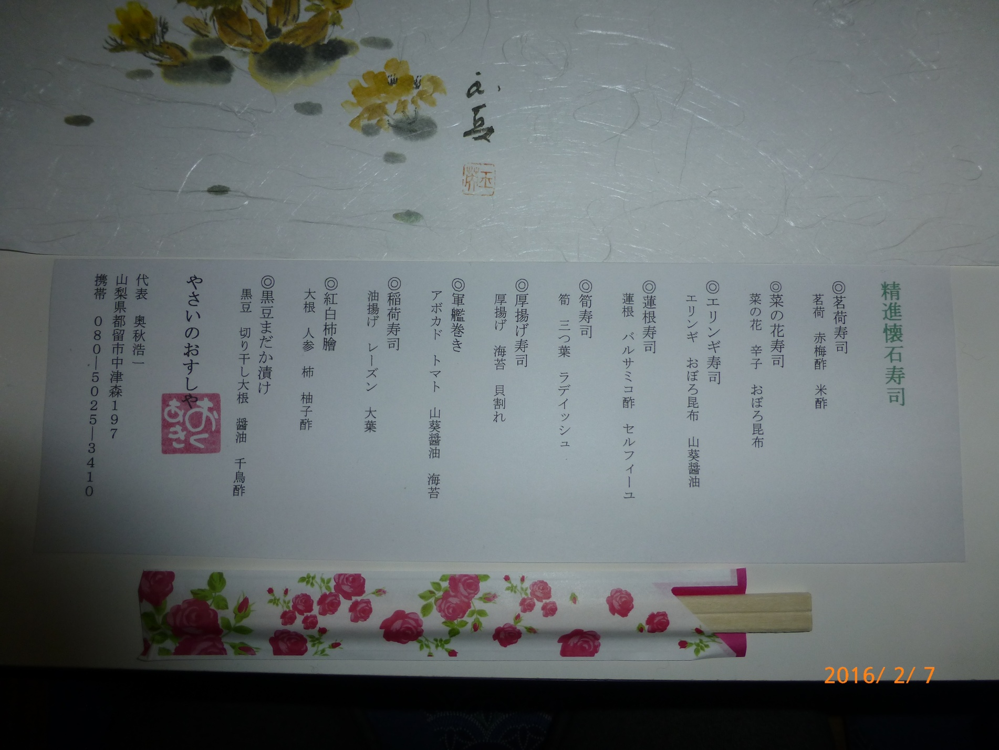 精進懐石寿司
◎茗荷寿司
茗荷　赤梅酢　米酢
◎菜の花寿司
菜の花　辛子　おぼろ昆布
◎エリンギ寿司
エリンギ　おぼろ昆布　山葵醤油
◎蓮根寿司
蓮根　バルサミコ酢　セルフィーユ
◎筍寿司
筍　三つ葉　ラディッシュ
◎厚揚げ寿司
厚揚げ　海苔　貝割れ
◎軍艦巻き
アボカド　トマト　山葵醤油　海苔
◎稲荷寿司
油揚げ　レーズン　大葉
◎紅白柿膾
大根　人参　柿　柚子酢
◎黒豆まだか漬け
黒豆　切り干し大根　醤油　千鳥酢
やさいのおすしや
おく
あき
代表　奥秋浩一
山梨県都留市中津森197
携帯　080―5025―3410
2016/ 2/ 7